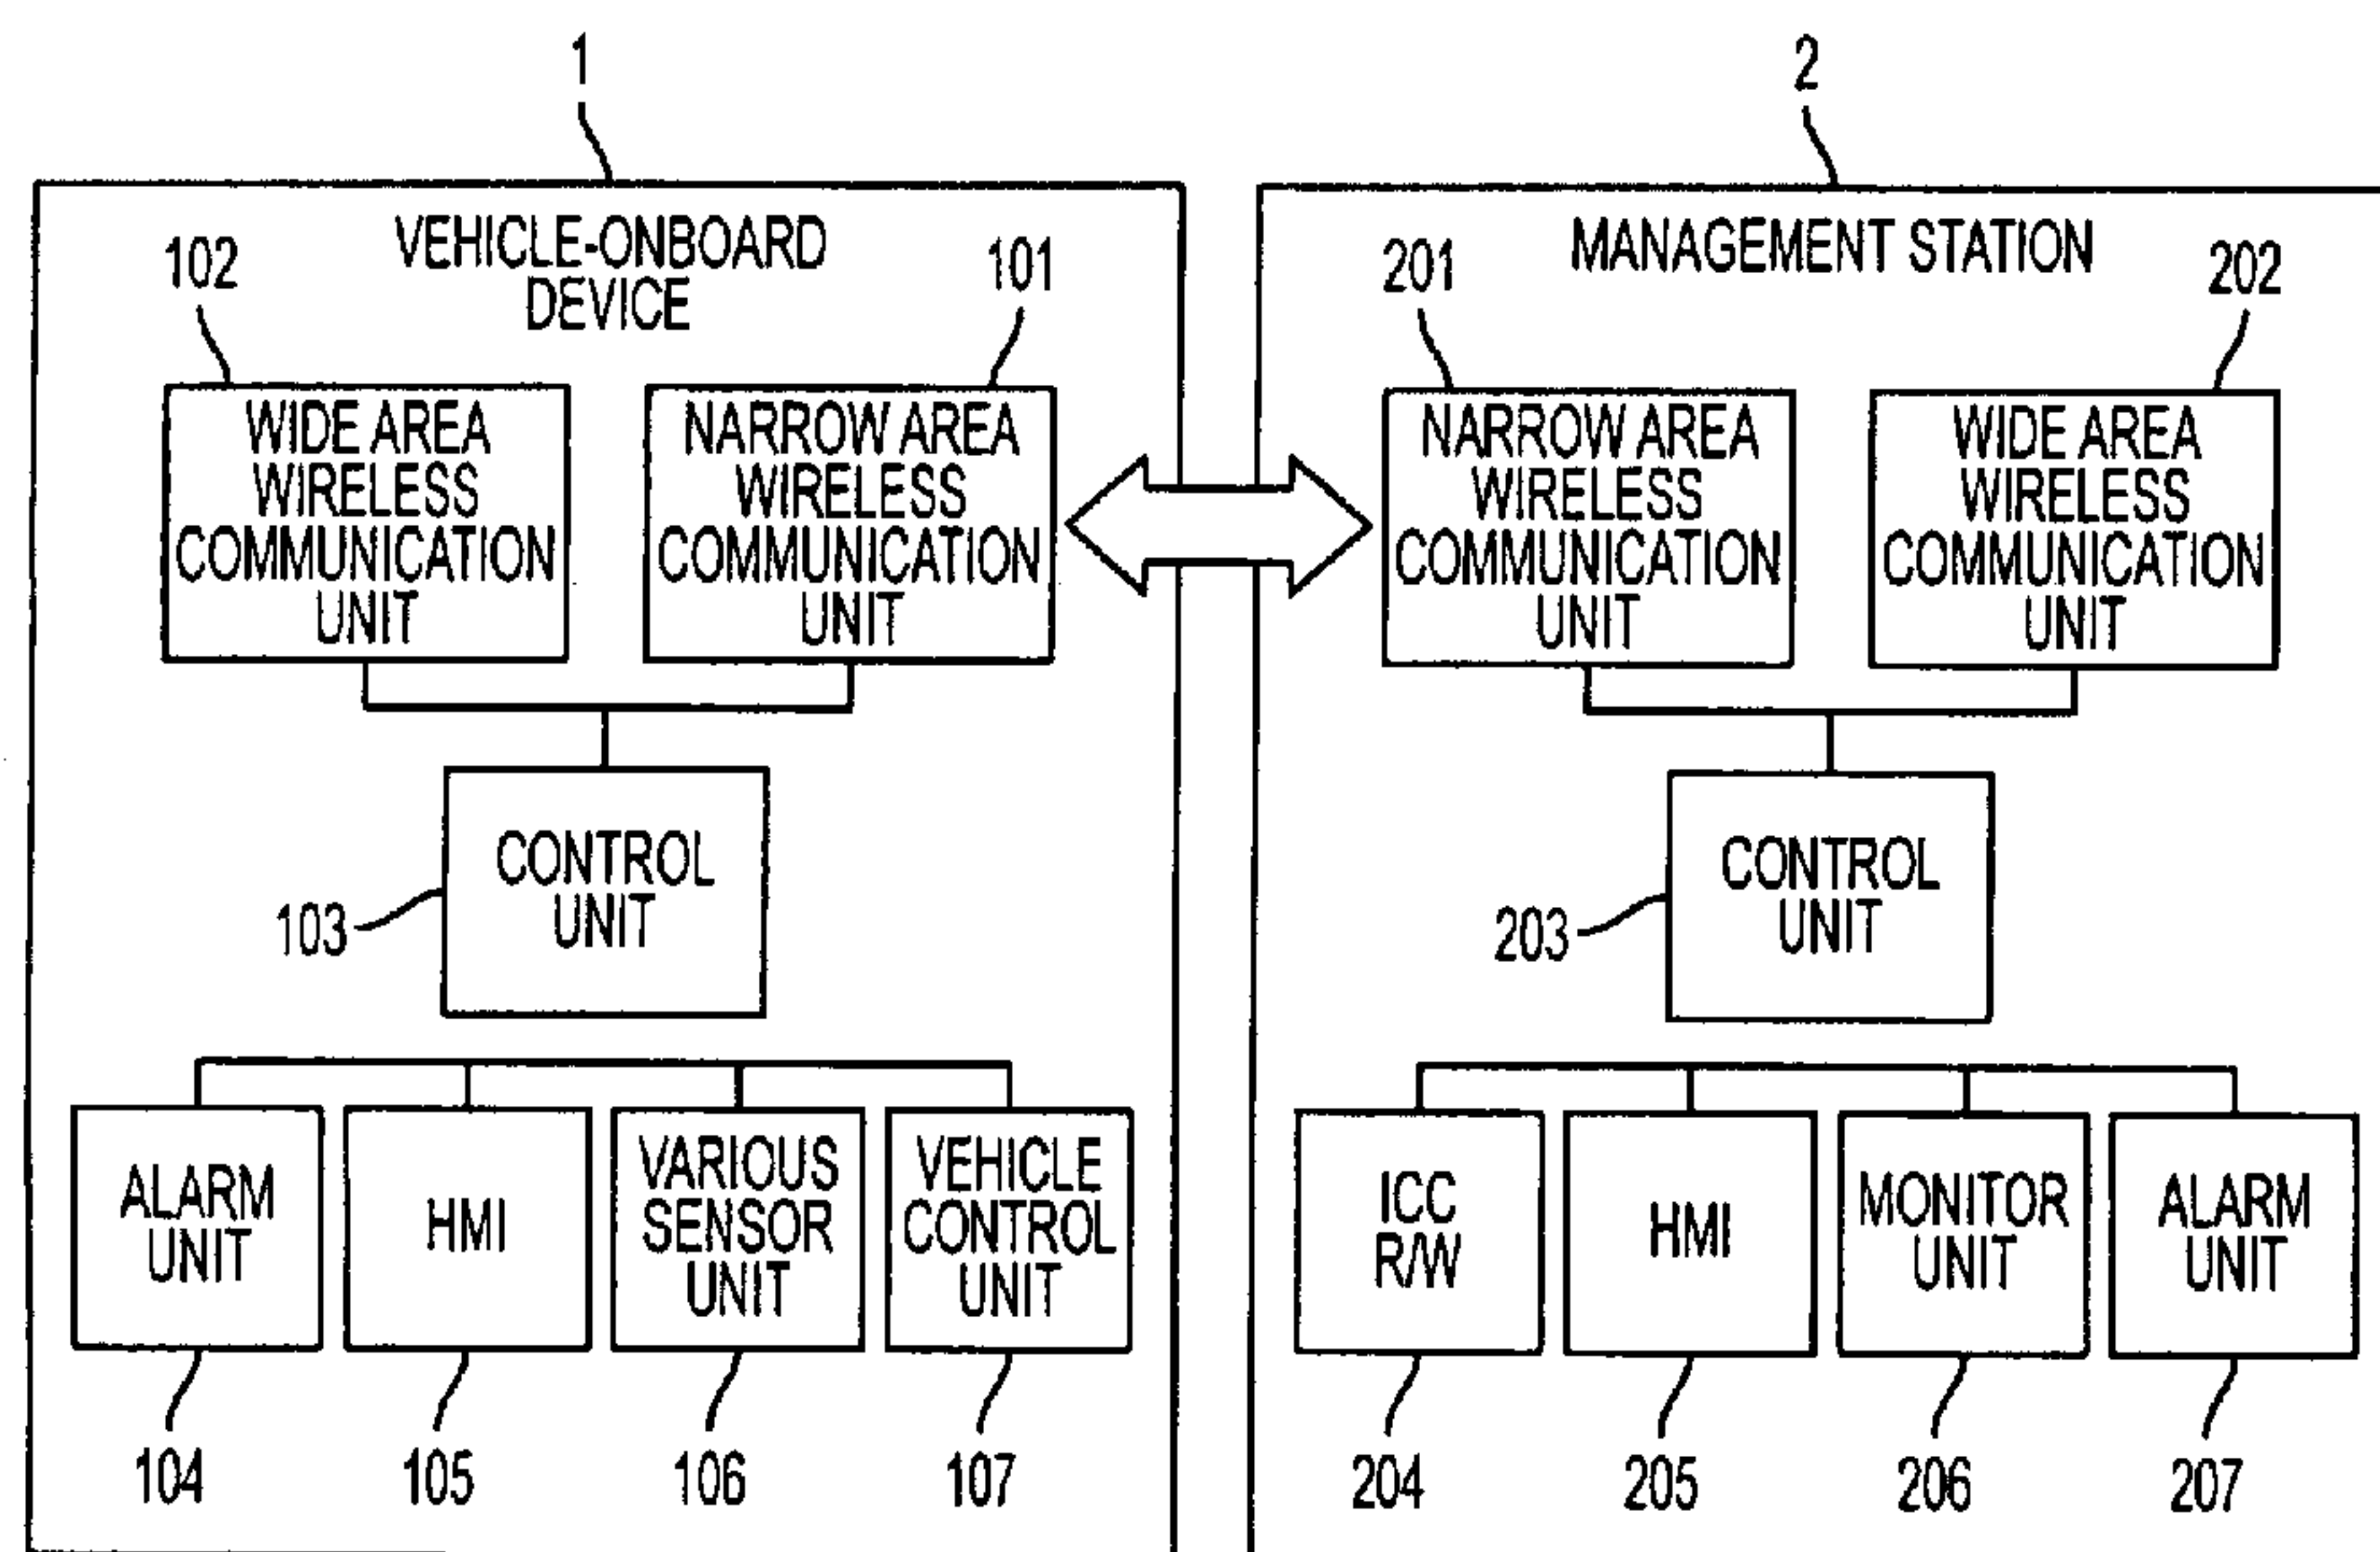 1
2
VEHICLE-ONBOARD
DEVICE
102
101
WIDE AREA
WIRELESS
COMMUNICATION
UNIT
NARROW AREA
WIRELESS
COMMUNICATION
UNIT
CONTROL
UNIT
103
ALARM
UNIT
HMI
VARIOUS
SENSOR
UNIT
VEHICLE
CONTROL
UNIT
104
105
106
107
MANAGEMENT STATION
201
202
NARROW AREA
WIRELESS
COMMUNICATION
UNIT
WIDE AREA
WIRELESS
COMMUNICATION
UNIT
CONTROL
UNIT
203
ICC
R/W
HMI
MONITOR
UNIT
ALARM
UNIT
204
205
206
207